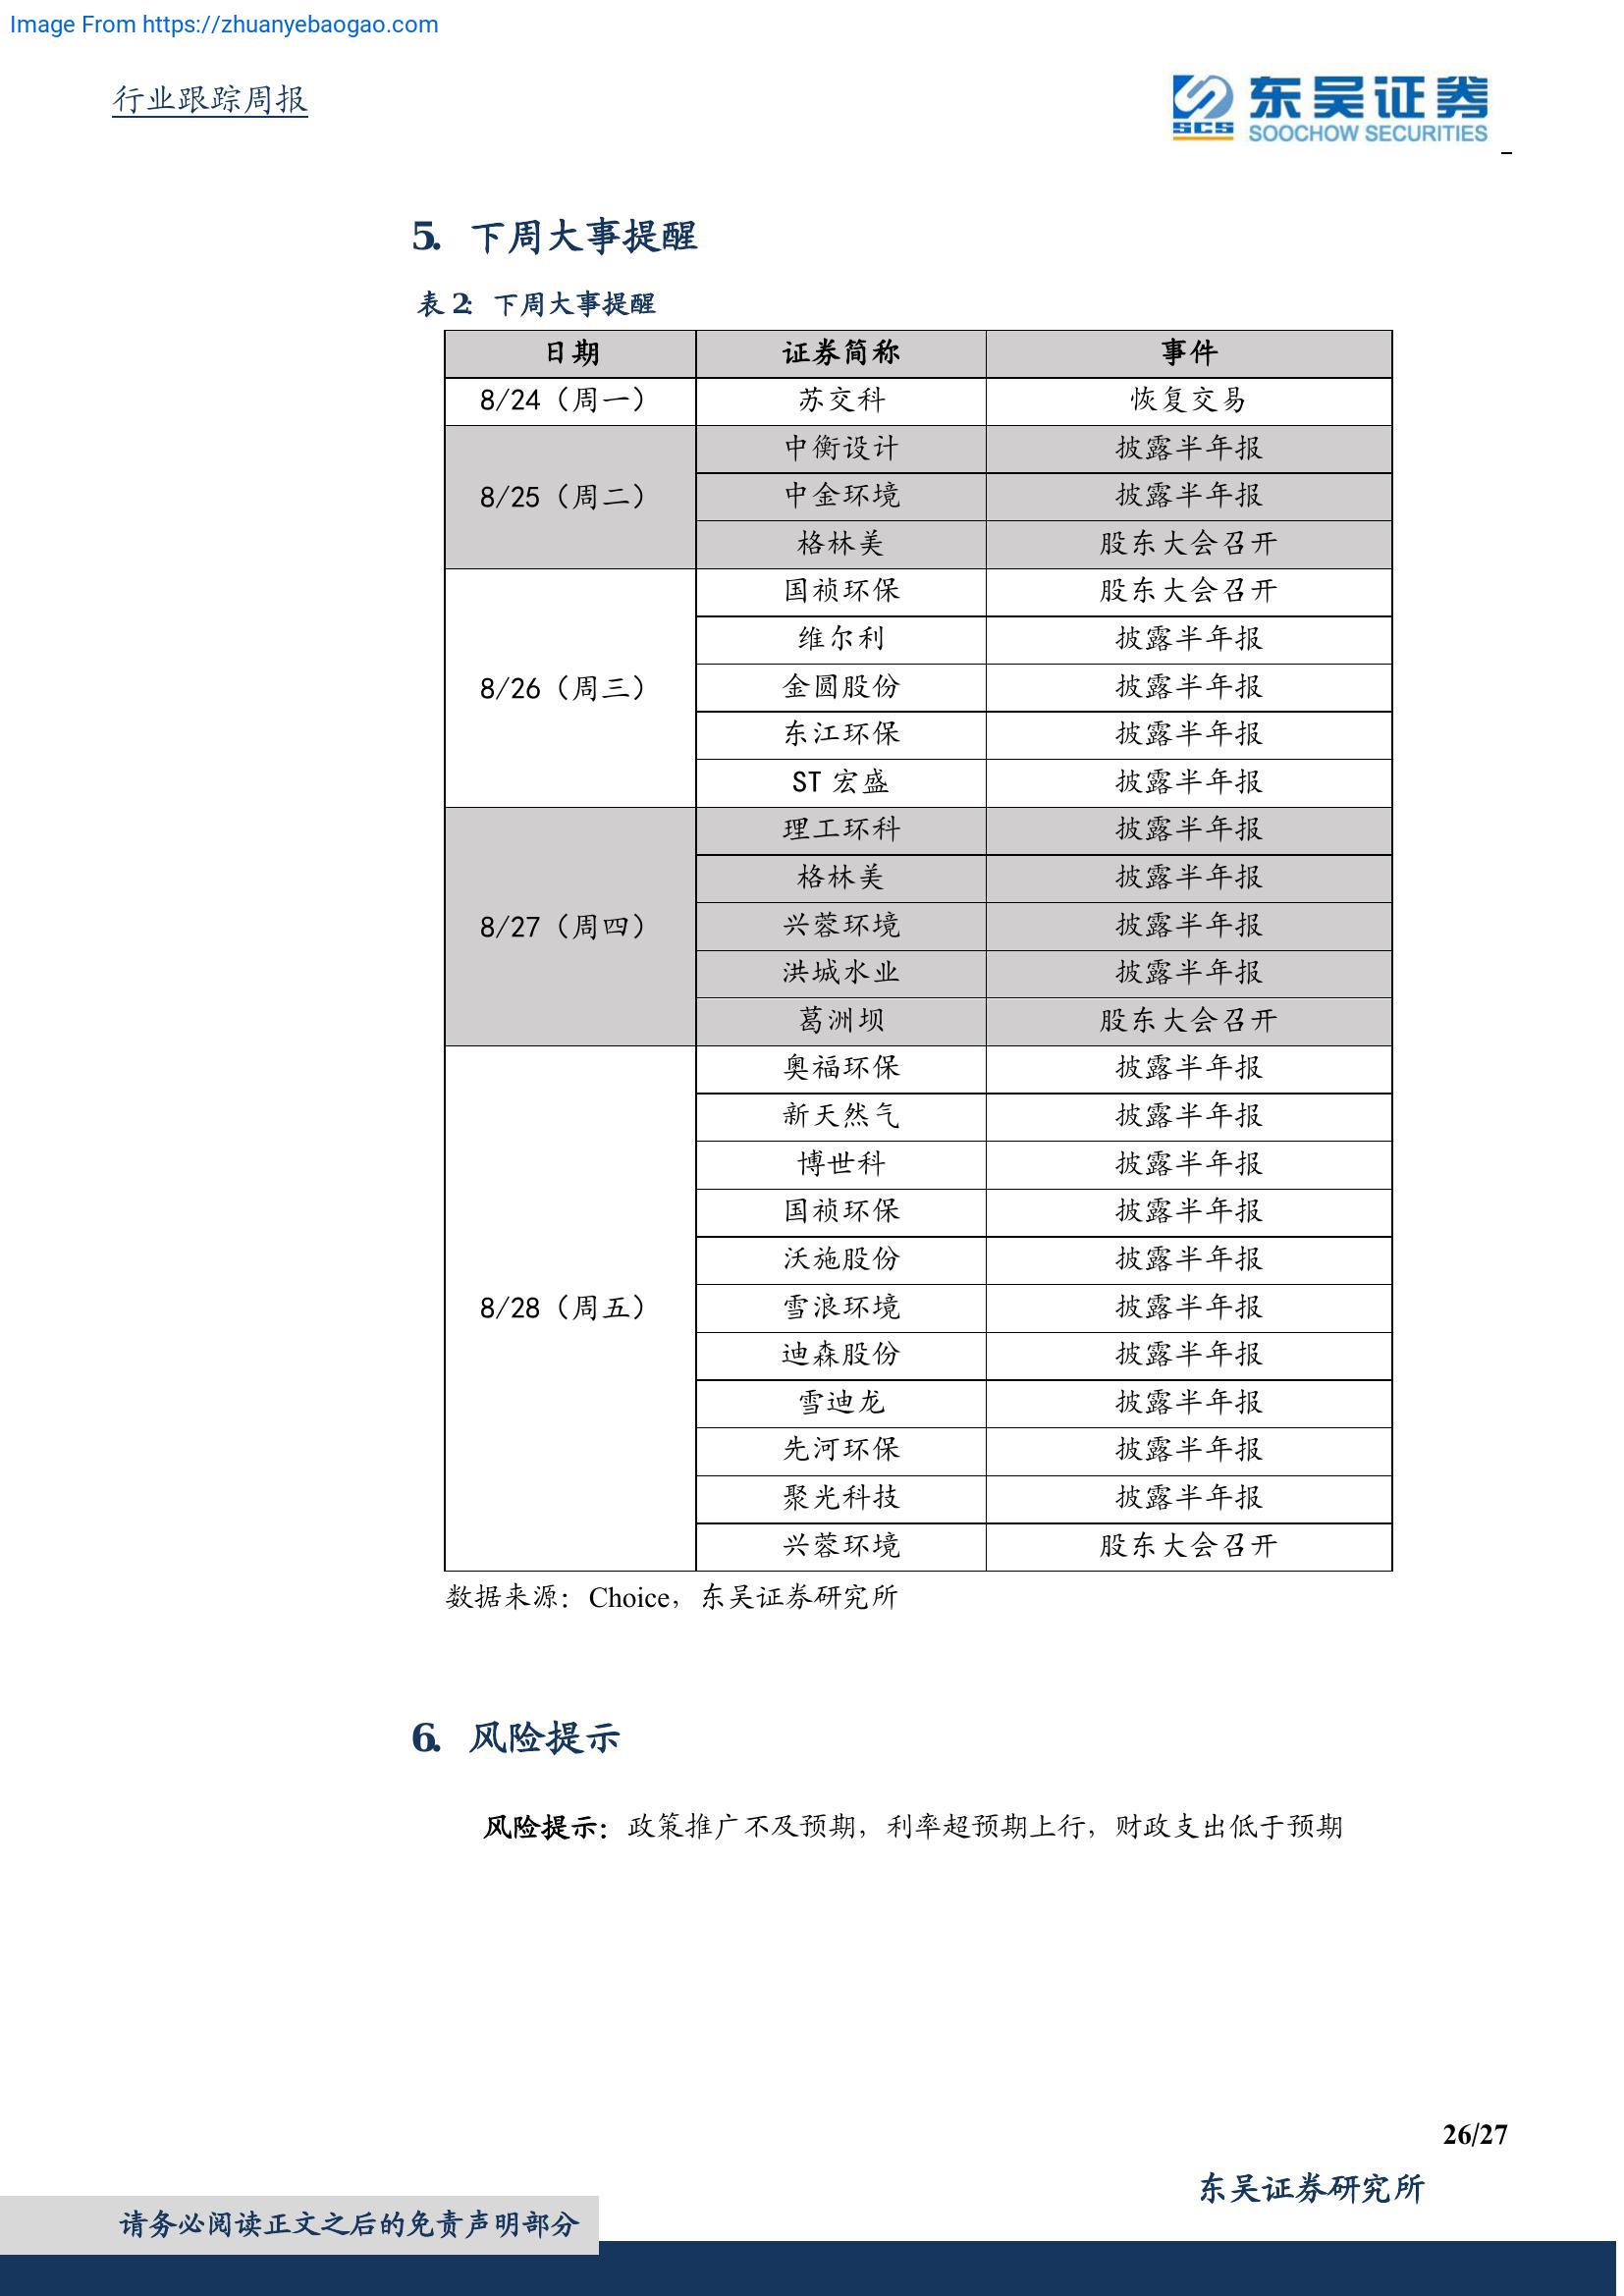 Image From https://zhuanyebaogao.com
行业跟踪周报
东吴证券
SCS
SOOCHOW SECURITIES
5. 下周大事提醒
表 2: 下周大事提醒
日期 证券简称 事件
8/24（周一） 苏交科 恢复交易
8/25（周二） 中衡设计 披露半年报
中金环境 披露半年报
格林美 股东大会召开
8/26（周三） 国祯环保 股东大会召开
维尔利 披露半年报
金圆股份 披露半年报
东江环保 披露半年报
ST 宏盛 披露半年报
8/27（周四） 理工环科 披露半年报
格林美 披露半年报
兴蓉环境 披露半年报
洪城水业 披露半年报
葛洲坝 股东大会召开
8/28（周五） 奥福环保 披露半年报
新天然气 披露半年报
博世科 披露半年报
国祯环保 披露半年报
沃施股份 披露半年报
雪浪环境 披露半年报
迪森股份 披露半年报
雪迪龙 披露半年报
先河环保 披露半年报
聚光科技 披露半年报
兴蓉环境 股东大会召开
数据来源：Choice，东吴证券研究所
6. 风险提示
风险提示：政策推广不及预期，利率超预期上行，财政支出低于预期
26/27
东吴证券研究所
请务必阅读正文之后的免责声明部分